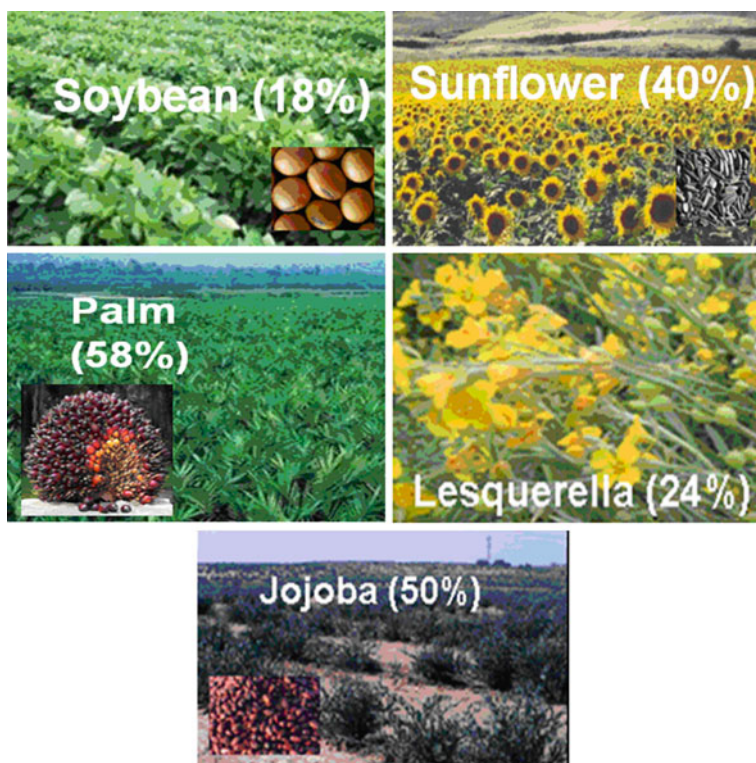 Soybean (18%)
Sunflower (40%)
Palm
(58%)
Lesquerella (24%)
Jojoba (50%)